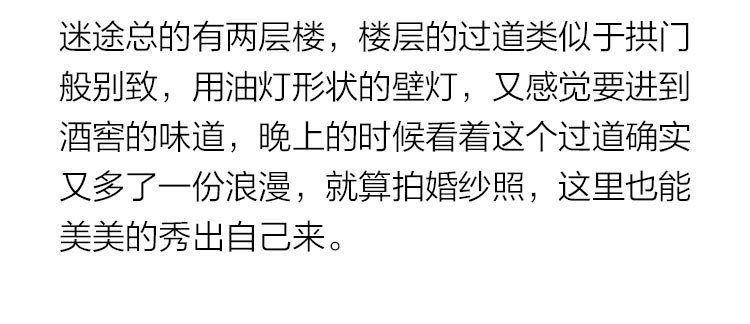 迷途总的有两层楼，楼层的过道类似于拱门
般别致，用油灯形状的壁灯，又感觉要进到
酒窖的味道，晚上的时候看着这个过道确实
又多了一份浪漫，就算拍婚纱照，这里也能
美美的秀出自己来。